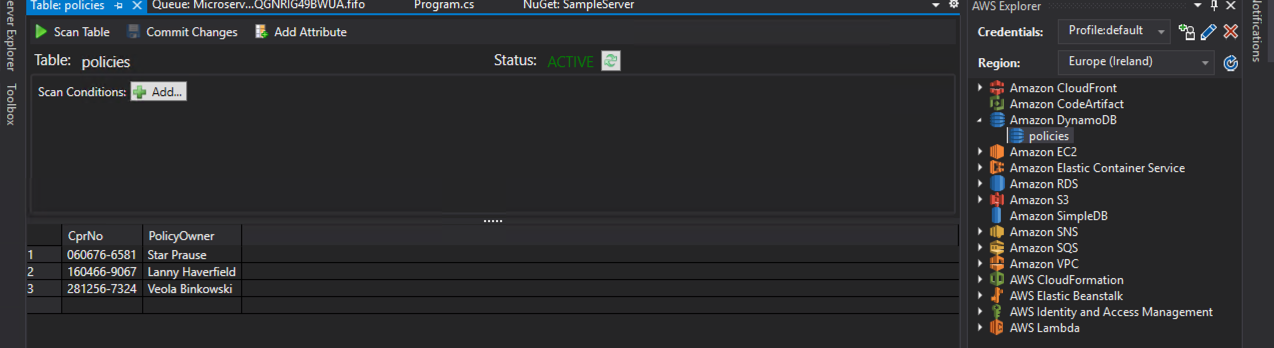 Table: policies
Queue: Microserv...QGNRIG49BWUA.fifo
Program.cs
NuGet: SampleServer
Scan Table
Commit Changes
Add Attribute
Table: policies
Status: ACTIVE
Scan Conditions: Add...
CprNo PolicyOwner
1 060676-6581 Star Prause
2 160466-9067 Lanny Haverfield
3 281256-7324 Veola Binkowski
AWS Explorer
Credentials: Profile:default
Region: Europe (Ireland)
Amazon CloudFront
Amazon CodeArtifact
Amazon DynamoDB
policies
Amazon EC2
Amazon Elastic Container Service
Amazon RDS
Amazon S3
Amazon SimpleDB
Amazon SNS
Amazon SQS
Amazon VPC
AWS CloudFormation
AWS Elastic Beanstalk
AWS Identity and Access Management
AWS Lambda
erver Explorer
Toolbox
Notifications